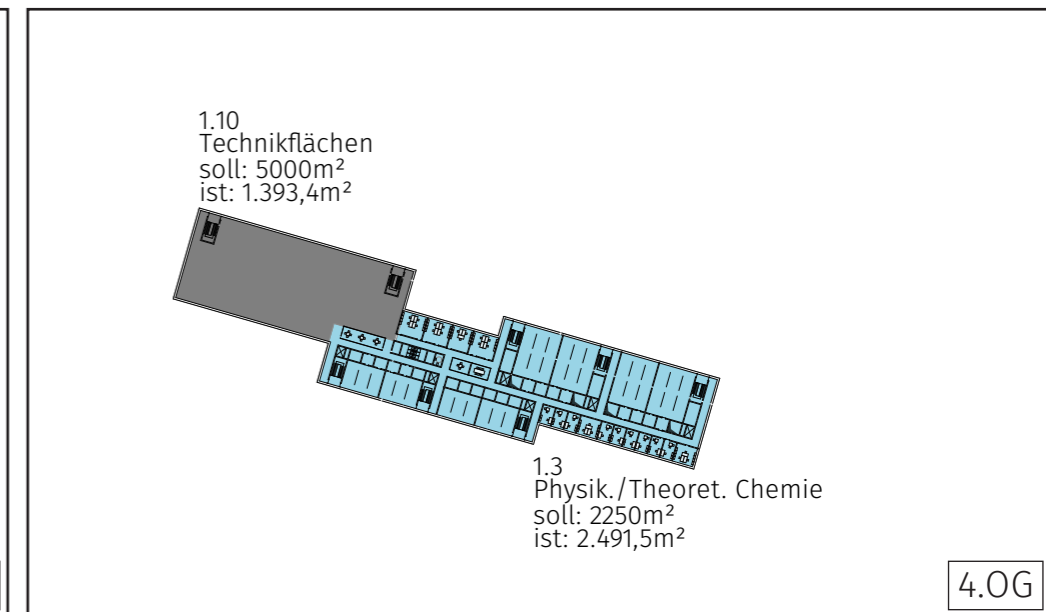 1.10
Technikflächen
soll: 5000m²
ist: 1.393,4m²
1.3
Physik./Theoret. Chemie
soll: 2250m²
ist: 2.491,5m²
4.OG